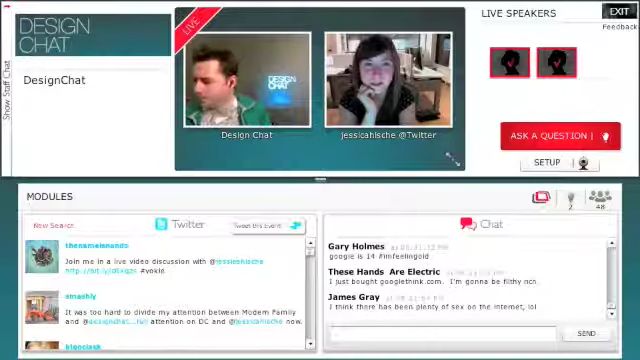 Show Staff Chat
DESIGN
CHAT
DesignChat
LIVE
DESIGN
CHAT
Design Chat
jessicahische @Twitter
LIVE SPEAKERS
EXIT
Feedback
ASK A QUESTION
SETUP
MODULES
2
48
New Search
Twitter
Tweet this Event!
Join me in a live video discussion with @jessicahische
#vokle
smashly
It was too hard to divide my attention between Modern Family
and attention on DC and @jessicahische now.
Chat
Gary Holmes
google is 14 #imfeelingold
These Hands Are Electric
I just bought googlethink.com. I'm gonna be filthy rich.
James Gray
I think there has been plenty of sex on the internet, lol
SEND